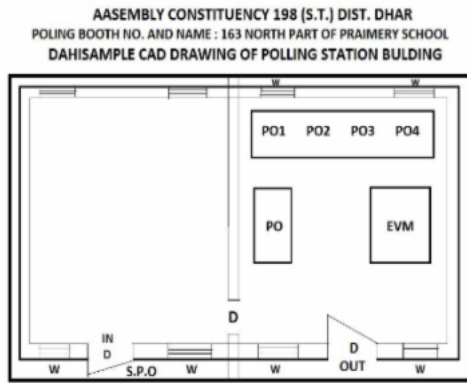 AASEMBLY CONSTITUENCY 198 (S.T.) DIST. DHAR
POLING BOOTH NO. AND NAME : 163 NORTH PART OF PRAIMERY SCHOOL
DAHISAMPLE CAD DRAWING OF POLLING STATION BULDING
W W
PO1 PO2 PO3 PO4
PO EVM
D
IN
D
D
OUT
W S.P.O W W W